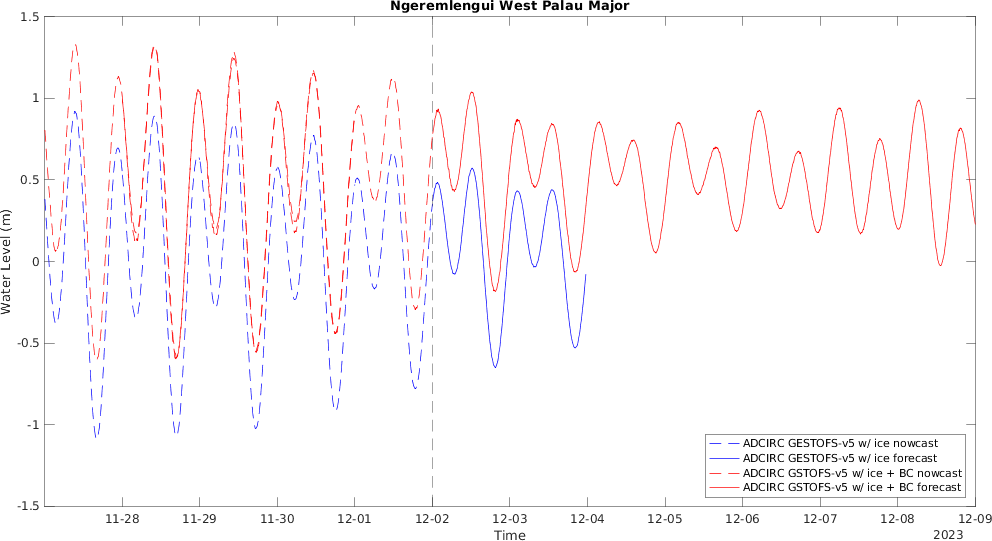 Ngeremlengui West Palau Major
1.5
1
0.5
0
-0.5
-1
-1.5
Water Level (m)
ADCIRC GESTOFS-v5 w/ ice nowcast
ADCIRC GESTOFS-v5 w/ ice forecast
ADCIRC GSTOFS-v5 w/ ice + BC nowcast
ADCIRC GSTOFS-v5 w/ ice + BC forecast
11-28 11-29 11-30 12-01 12-02 12-03 12-04 12-05 12-06 12-07 12-08 12-09
Time 2023